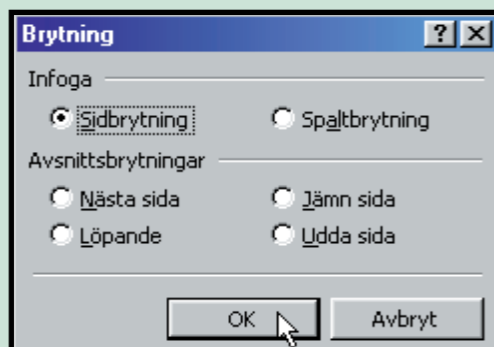 Brytning
Infoga
Sidbrytning Spaltbrytning
Avsnittsbrytningar
Nästa sida Jämn sida
Löpande Udda sida
OK Avbryt